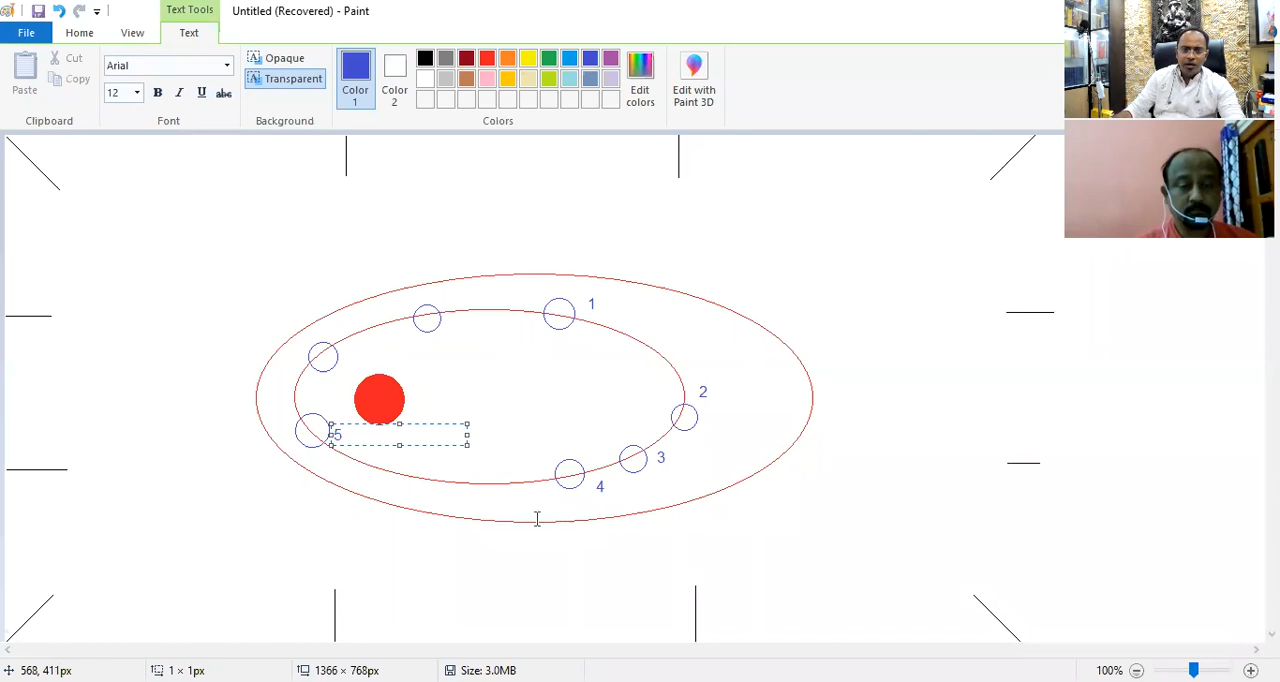 Text Tools
Untitled (Recovered) - Paint
File
Home
View
Text
Paste
Cut
Copy
Clipboard
Arial
12
B I U abc
Font
Opaque
Transparent
Background
Color 1
Color 2
Edit colors
Colors
Edit with Paint 3D
1
2
3
4
5
568, 411px
1 × 1px
1366 × 768px
Size: 3.0MB
100%